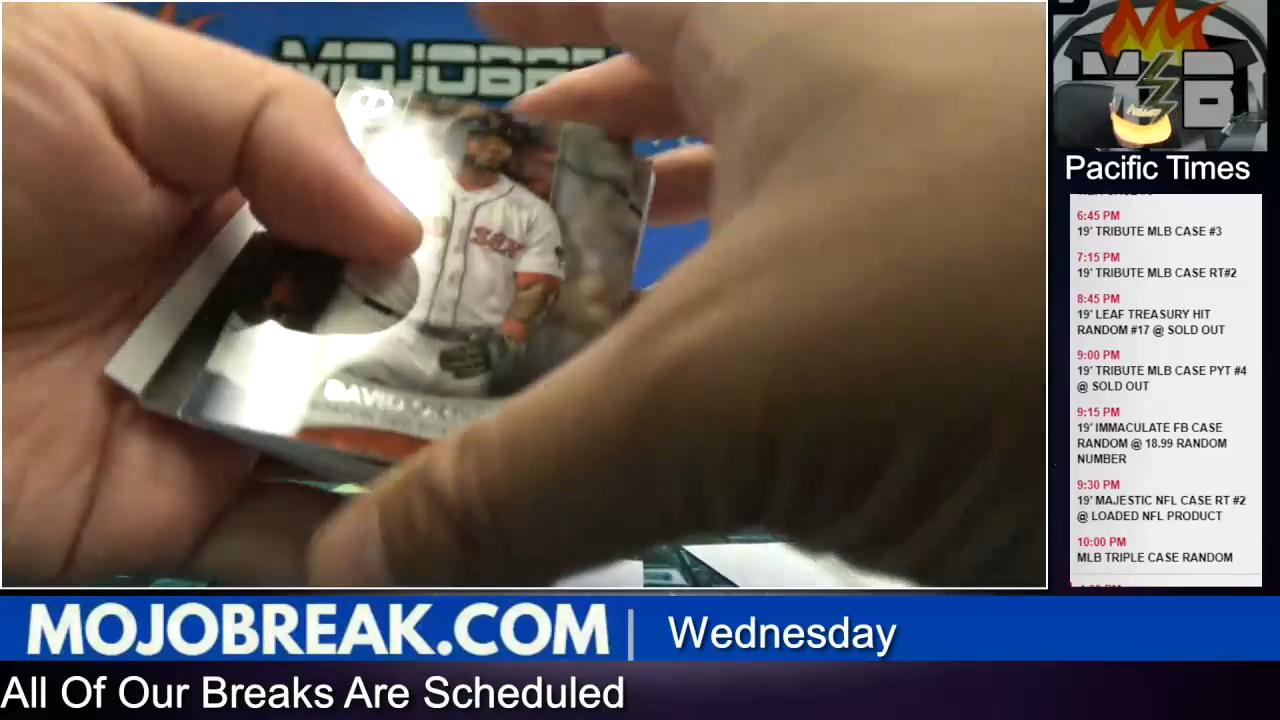 MOJOBRE
SOX
DAVID
M B
Pacific Times
6:45 PM
19' TRIBUTE MLB CASE #3
7:15 PM
19' TRIBUTE MLB CASE RT#2
8:45 PM
19' LEAF TREASURY HIT
RANDOM #17 @ SOLD OUT
9:00 PM
19' TRIBUTE MLB CASE PYT #4
@ SOLD OUT
9:15 PM
19' IMMACULATE FB CASE
RANDOM @ 18.99 RANDOM
NUMBER
9:30 PM
19' MAJESTIC NFL CASE RT #2
@ LOADED NFL PRODUCT
10:00 PM
MLB TRIPLE CASE RANDOM
MOJOBREAK.COM | Wednesday
All Of Our Breaks Are Scheduled